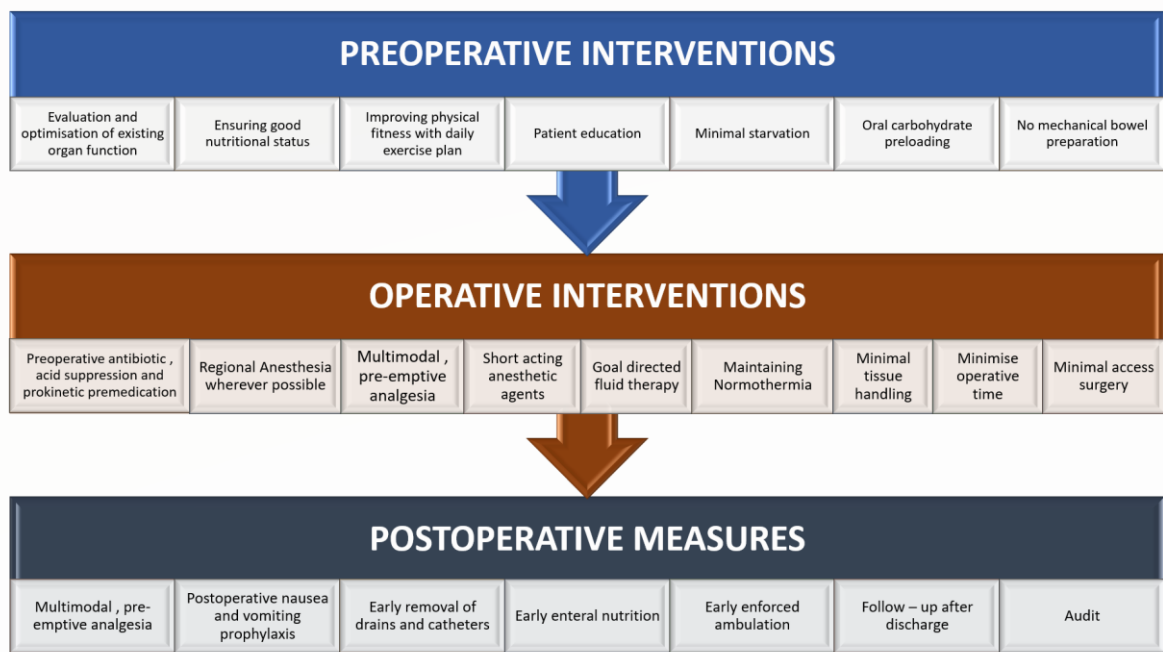 PREOPERATIVE INTERVENTIONS
Evaluation and
optimisation of existing
organ function
Ensuring good
nutritional status
Improving physical
fitness with daily
exercise plan
Patient education
Minimal starvation
Oral carbohydrate
preloading
No mechanical bowel
preparation
OPERATIVE INTERVENTIONS
Preoperative antibiotic ,
acid suppression and
prokinetic premedication
Regional Anesthesia
wherever possible
Multimodal ,
pre-emptive
analgesia
Short acting
anesthetic
agents
Goal directed
fluid therapy
Maintaining
Normothermia
Minimal
tissue
handling
Minimise
operative
time
Minimal access
surgery
POSTOPERATIVE MEASURES
Multimodal , pre-
emptive analgesia
Postoperative nausea
and vomiting
prophylaxis
Early removal of
drains and catheters
Early enteral nutrition
Early enforced
ambulation
Follow – up after
discharge
Audit